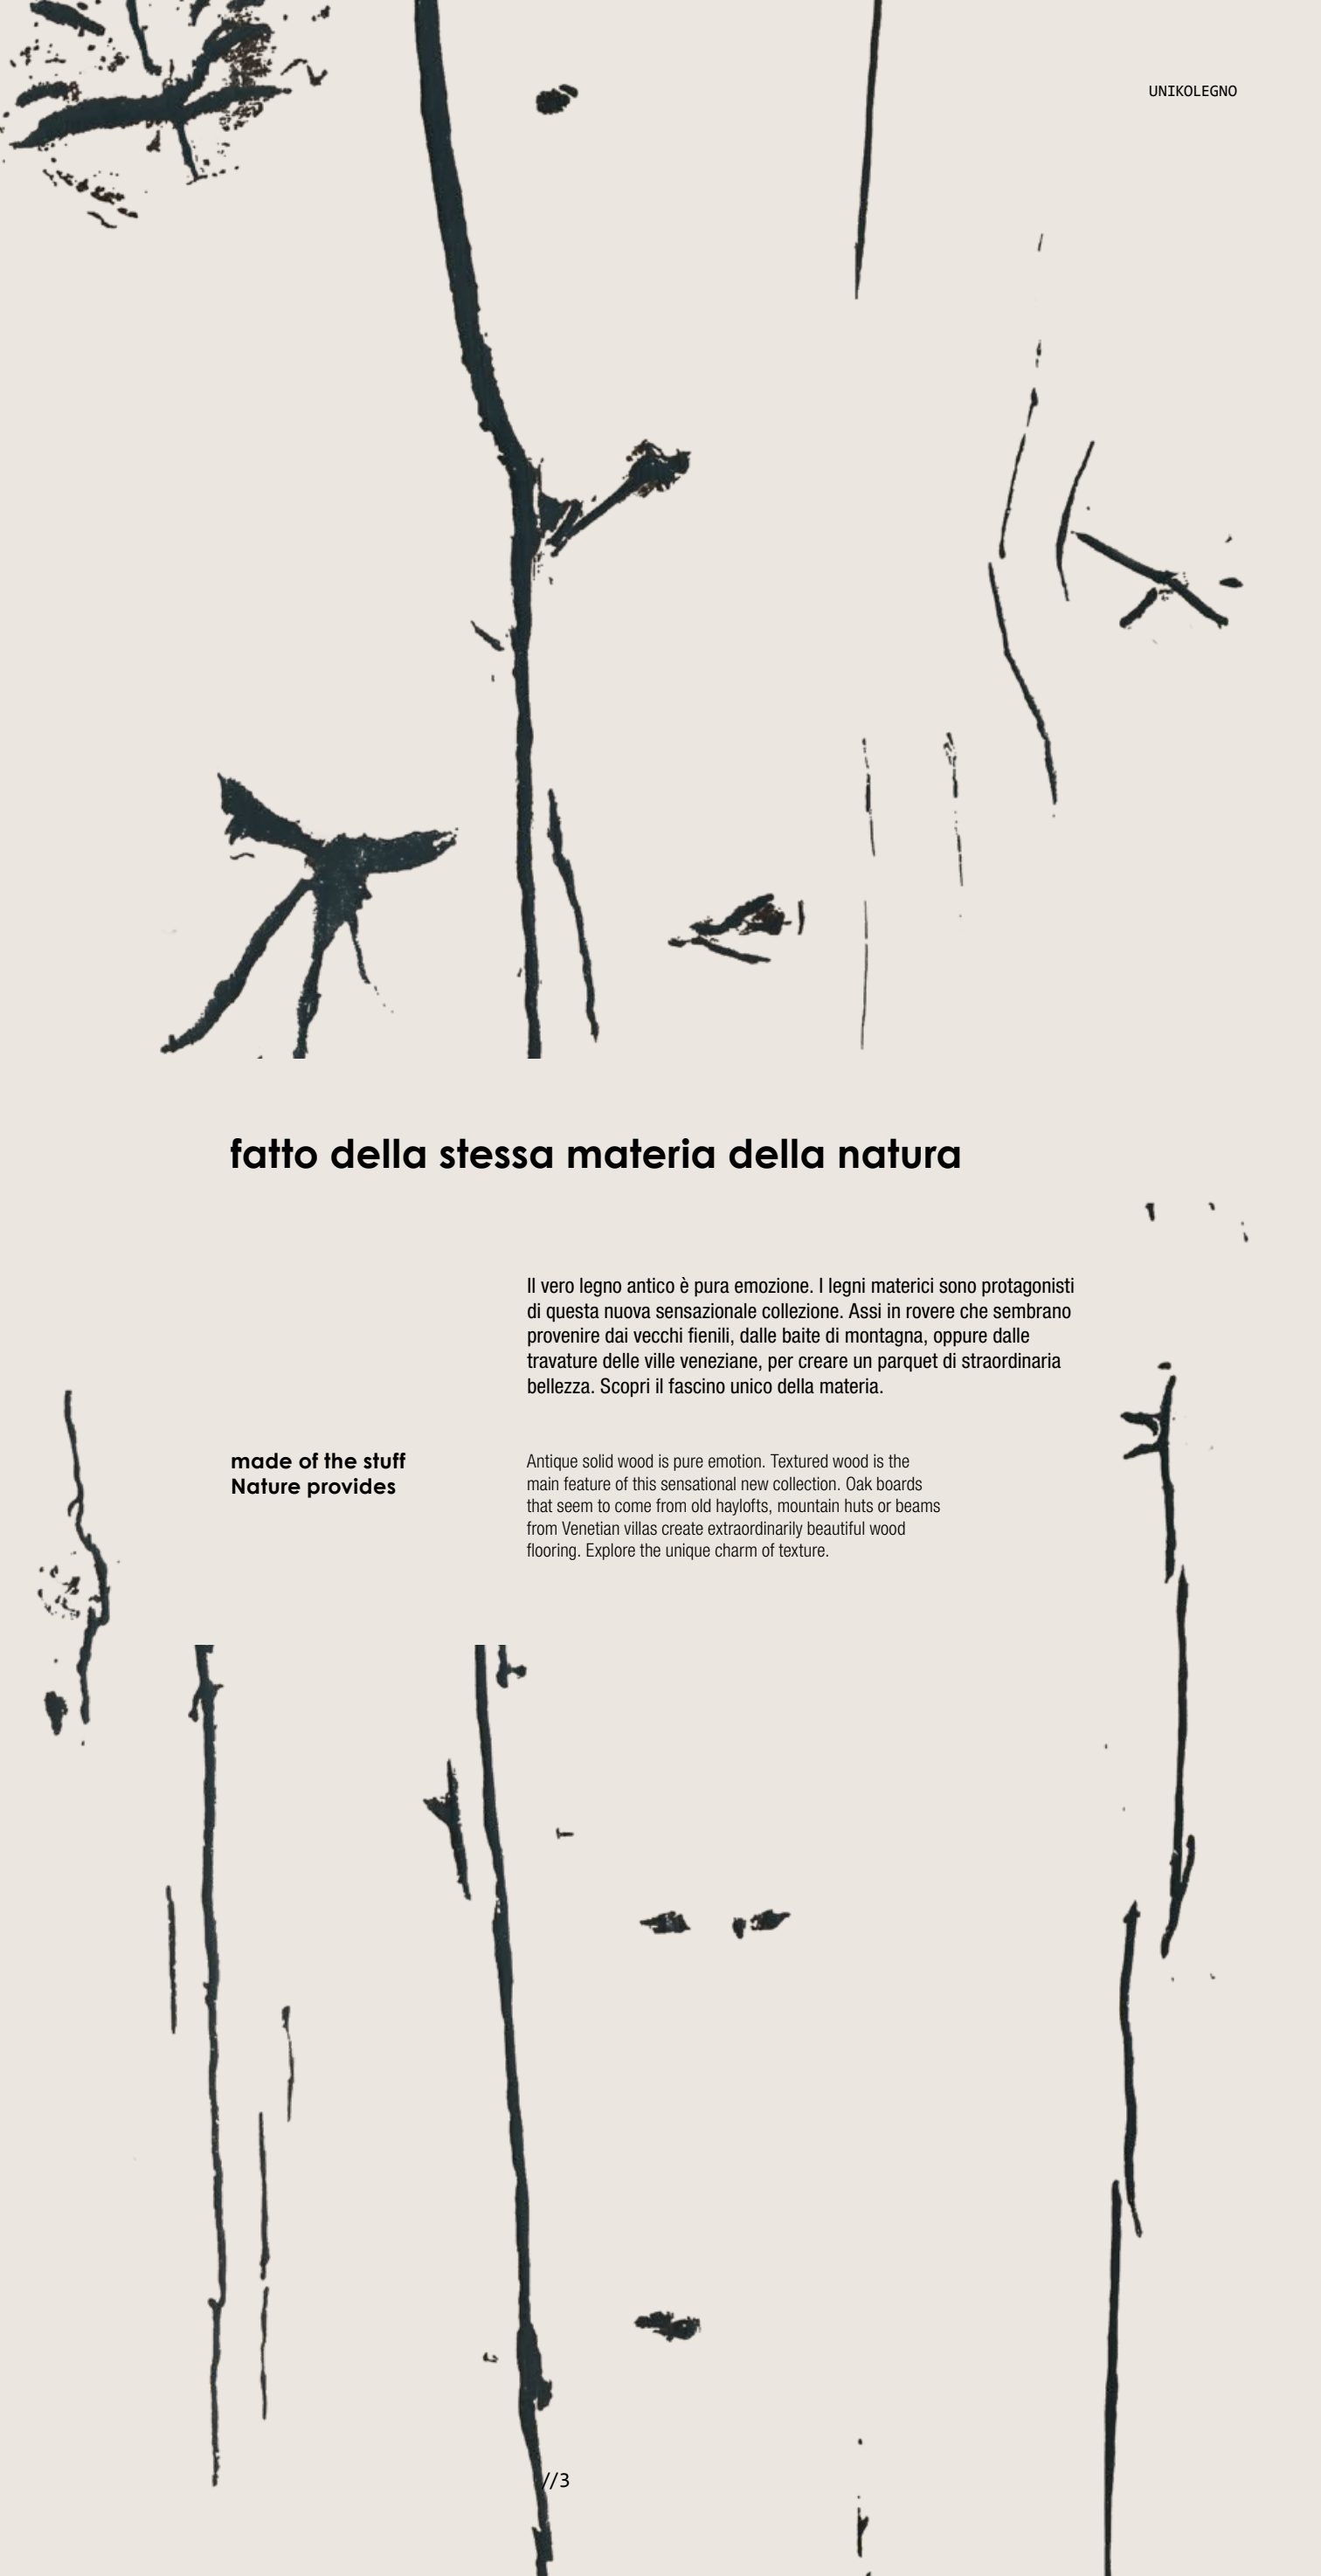 UNIKOLEGNO
fatto della stessa materia della natura
Il vero legno antico è pura emozione. I legni materici sono protagonisti
di questa nuova sensazionale collezione. Assi in rovere che sembrano
provenire dai vecchi fienili, dalle baite di montagna, oppure dalle
travature delle ville veneziane, per creare un parquet di straordinaria
bellezza. Scopri il fascino unico della materia.
made of the stuff
Nature provides
Antique solid wood is pure emotion. Textured wood is the
main feature of this sensational new collection. Oak boards
that seem to come from old haylofts, mountain huts or beams
from Venetian villas create extraordinarily beautiful wood
flooring. Explore the unique charm of texture.
//3